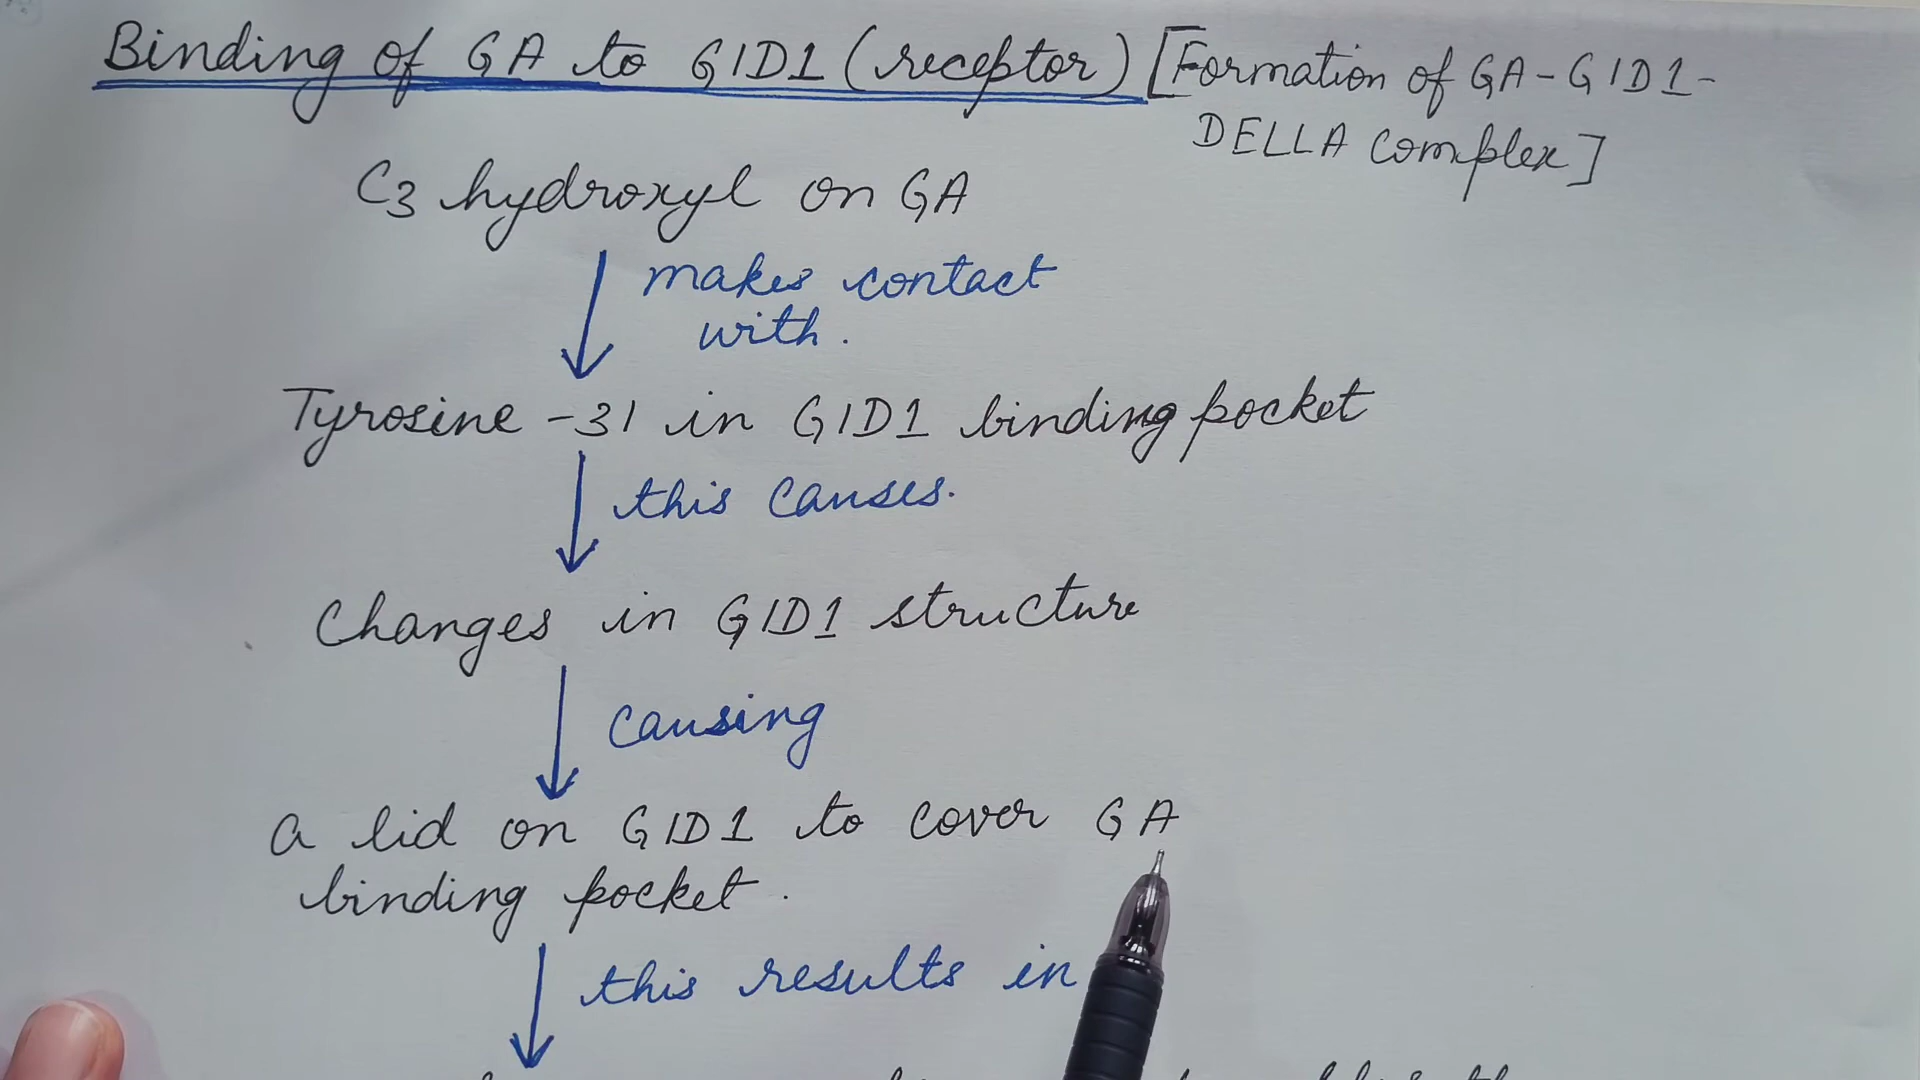 Binding of GA to GID1 (receptor) [Formation of GA-GID1-
DELLA Complex]
C3 hydroxyl on GA
makes contact
with.
Tyrosine -31 in GID1 binding pocket
this causes.
Changes in GID1 structure
Causing
a lid on GID1 to cover GA
binding pocket.
this results in